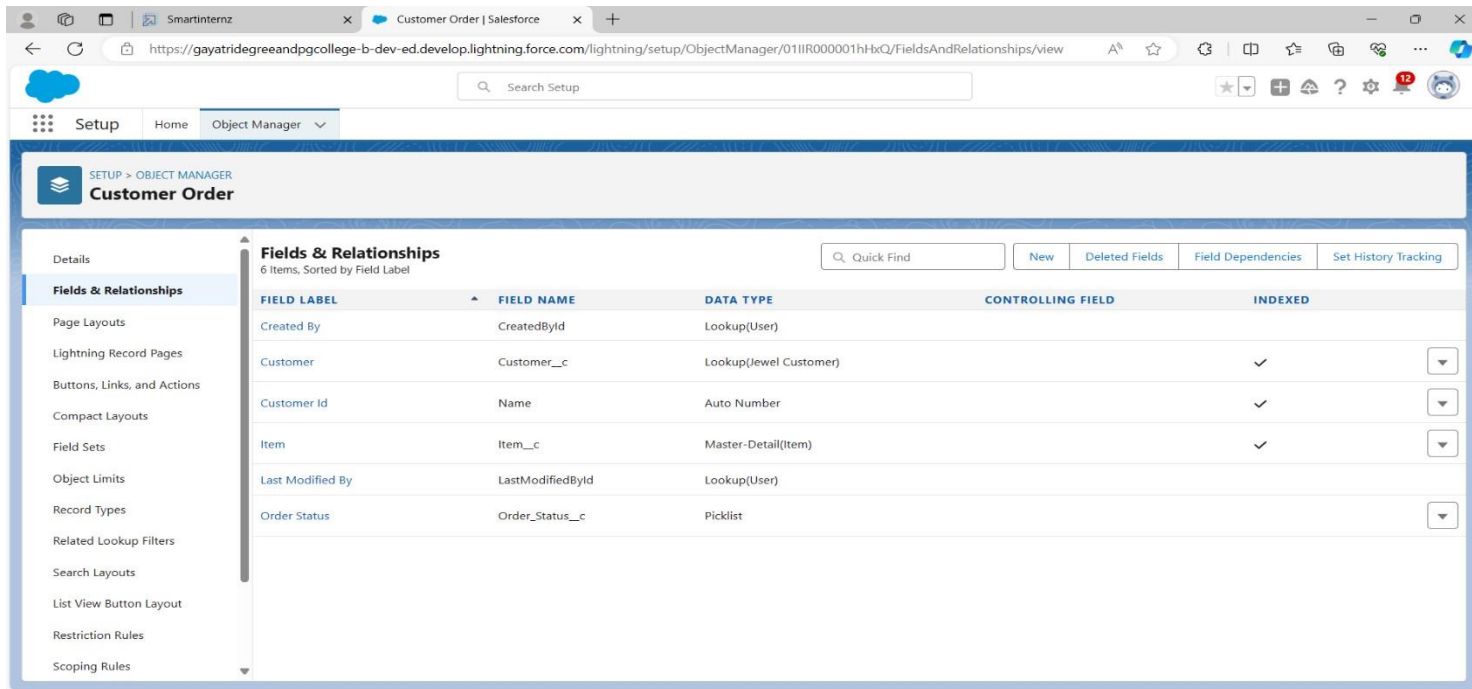 Smartinternz
Customer Order | Salesforce
https://gayatridegreeandpgcollege-b-dev-ed.develop.lightning.force.com/lightning/setup/ObjectManager/01IIR000001hHxQ/FieldsAndRelationships/view
Search Setup
12
Setup Home Object Manager
SETUP > OBJECT MANAGER
Customer Order
Details
Fields & Relationships
Page Layouts
Lightning Record Pages
Buttons, Links, and Actions
Compact Layouts
Field Sets
Object Limits
Record Types
Related Lookup Filters
Search Layouts
List View Button Layout
Restriction Rules
Scoping Rules
Fields & Relationships
6 Items, Sorted by Field Label
Quick Find New Deleted Fields Field Dependencies Set History Tracking
FIELD LABEL FIELD NAME DATA TYPE CONTROLLING FIELD INDEXED
Created By CreatedById Lookup(User)
Customer Customer__c Lookup(Jewel Customer)
Customer Id Name Auto Number
Item Item__c Master-Detail(Item)
Last Modified By LastModifiedById Lookup(User)
Order Status Order_Status__c Picklist